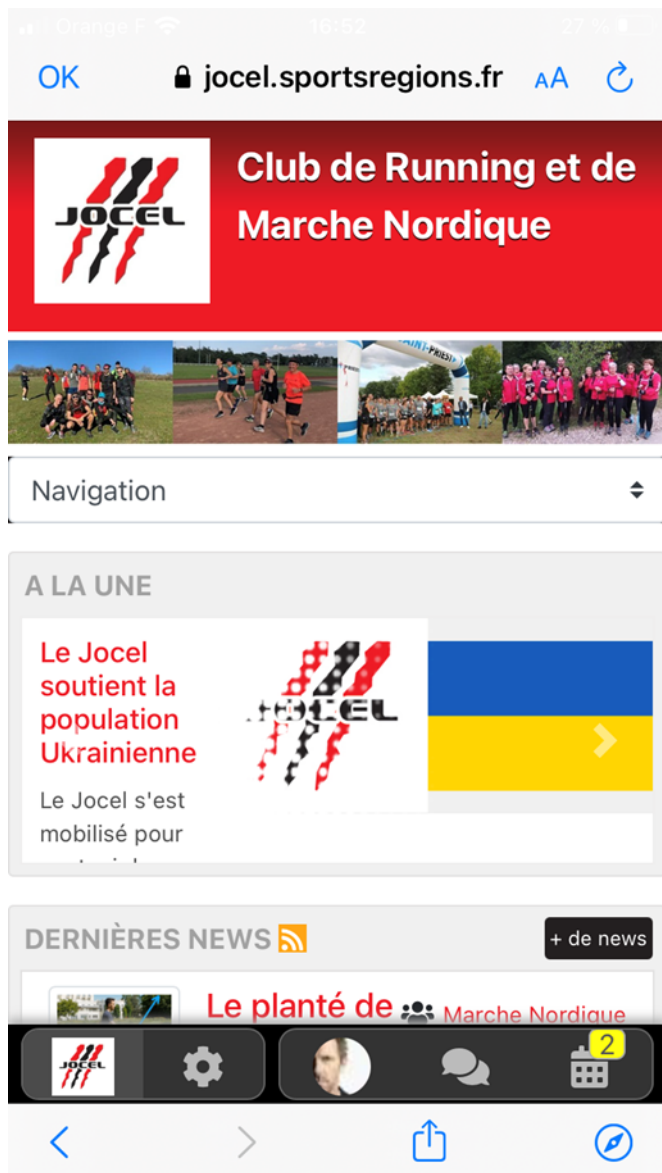 Orange F 16:52 27 %
OK jocel.sportsregions.fr AA
JOCEL
Club de Running et de
Marche Nordique
SAINT-PRIEST
Navigation
A LA UNE
Le Jocel
soutient la
population
Ukrainienne
JOCEL
Le Jocel s'est
mobilisé pour
DERNIÈRES NEWS
+ de news
Le planté de
Marche Nordique
JOCEL
2